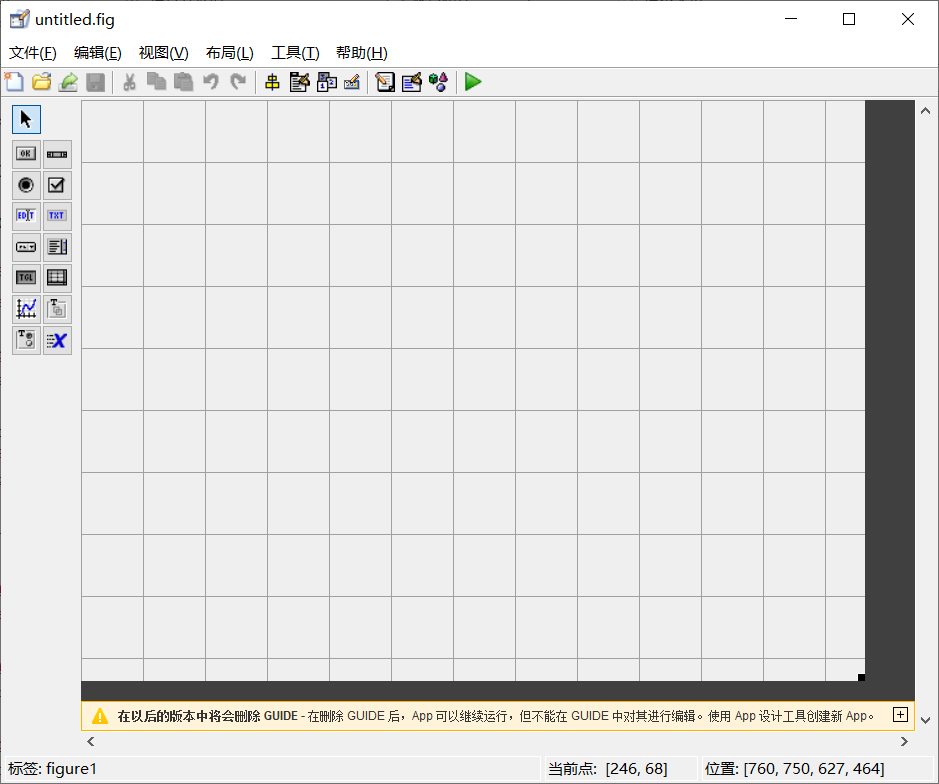 untitled.fig
文件(F) 编辑(E) 视图(V) 布局(L) 工具(T) 帮助(H)
OK
EDIT TXT
TGL
在以后的版本中将会删除 GUIDE - 在删除 GUIDE 后，App 可以继续运行，但不能在 GUIDE 中对其进行编辑。使用 App 设计工具创建新 App。
标签: figure1 当前点: [246, 68] 位置: [760, 750, 627, 464]